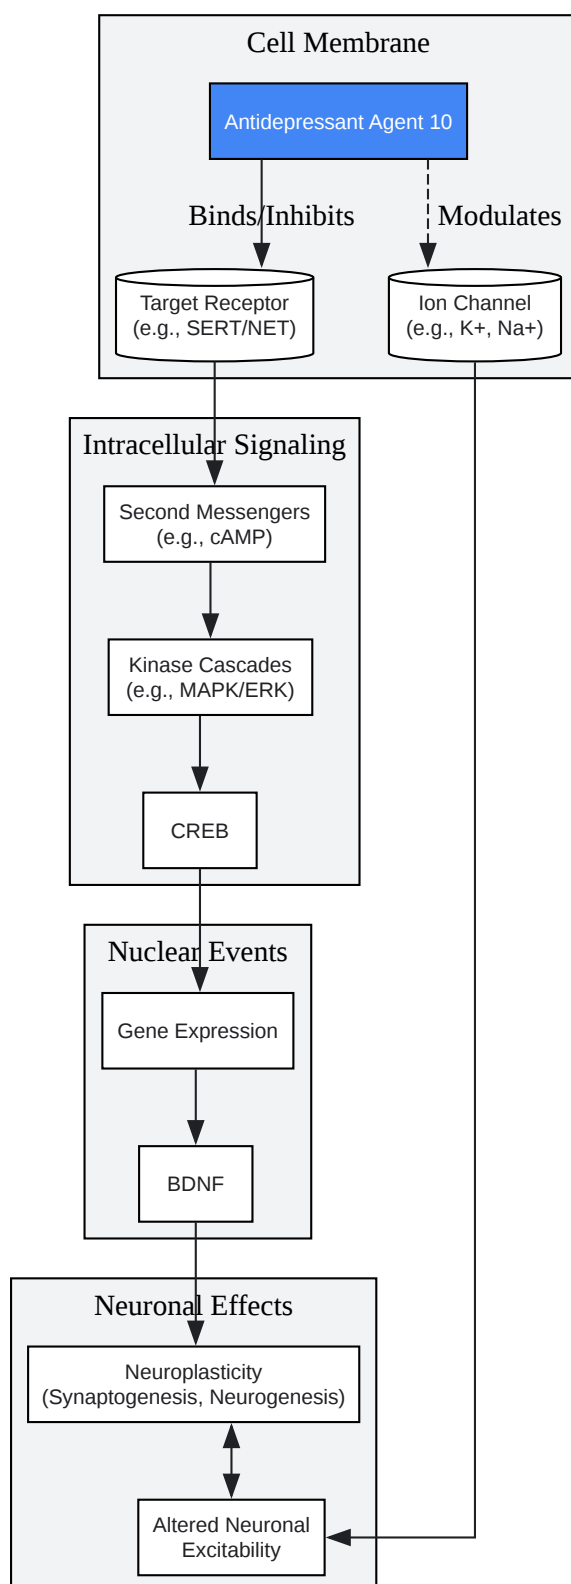 Cell Membrane
Antidepressant Agent 10
Binds/Inhibits
Modulates
Target Receptor
(e.g., SERT/NET)
Ion Channel
(e.g., K+, Na+)
Intracellular Signaling
Second Messengers
(e.g., cAMP)
Kinase Cascades
(e.g., MAPK/ERK)
CREB
Nuclear Events
Gene Expression
BDNF
Neuronal Effects
Neuroplasticity
(Synaptogenesis, Neurogenesis)
Altered Neuronal
Excitability